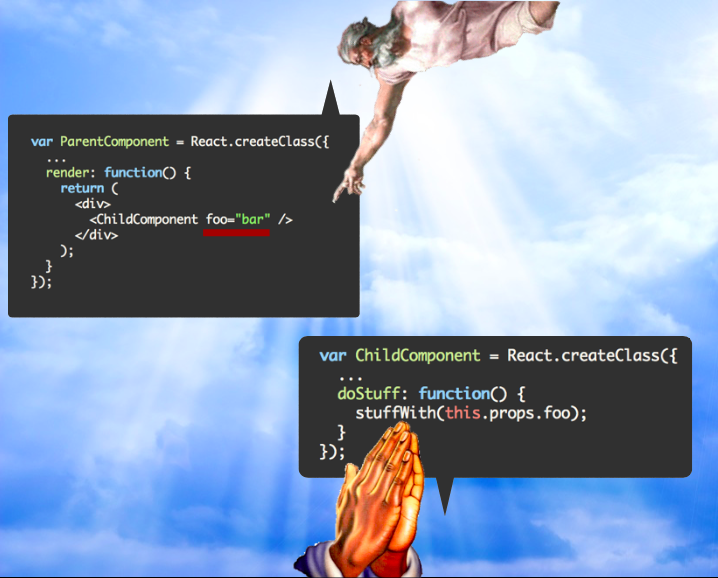 var ParentComponent = React.createClass({
  ...
  render: function() {
    return (
      <div>
        <ChildComponent foo="bar" />
      </div>
    );
  }
});
var ChildComponent = React.createClass({
  ...
  doStuff: function() {
    stuffWith(this.props.foo);
  }
});